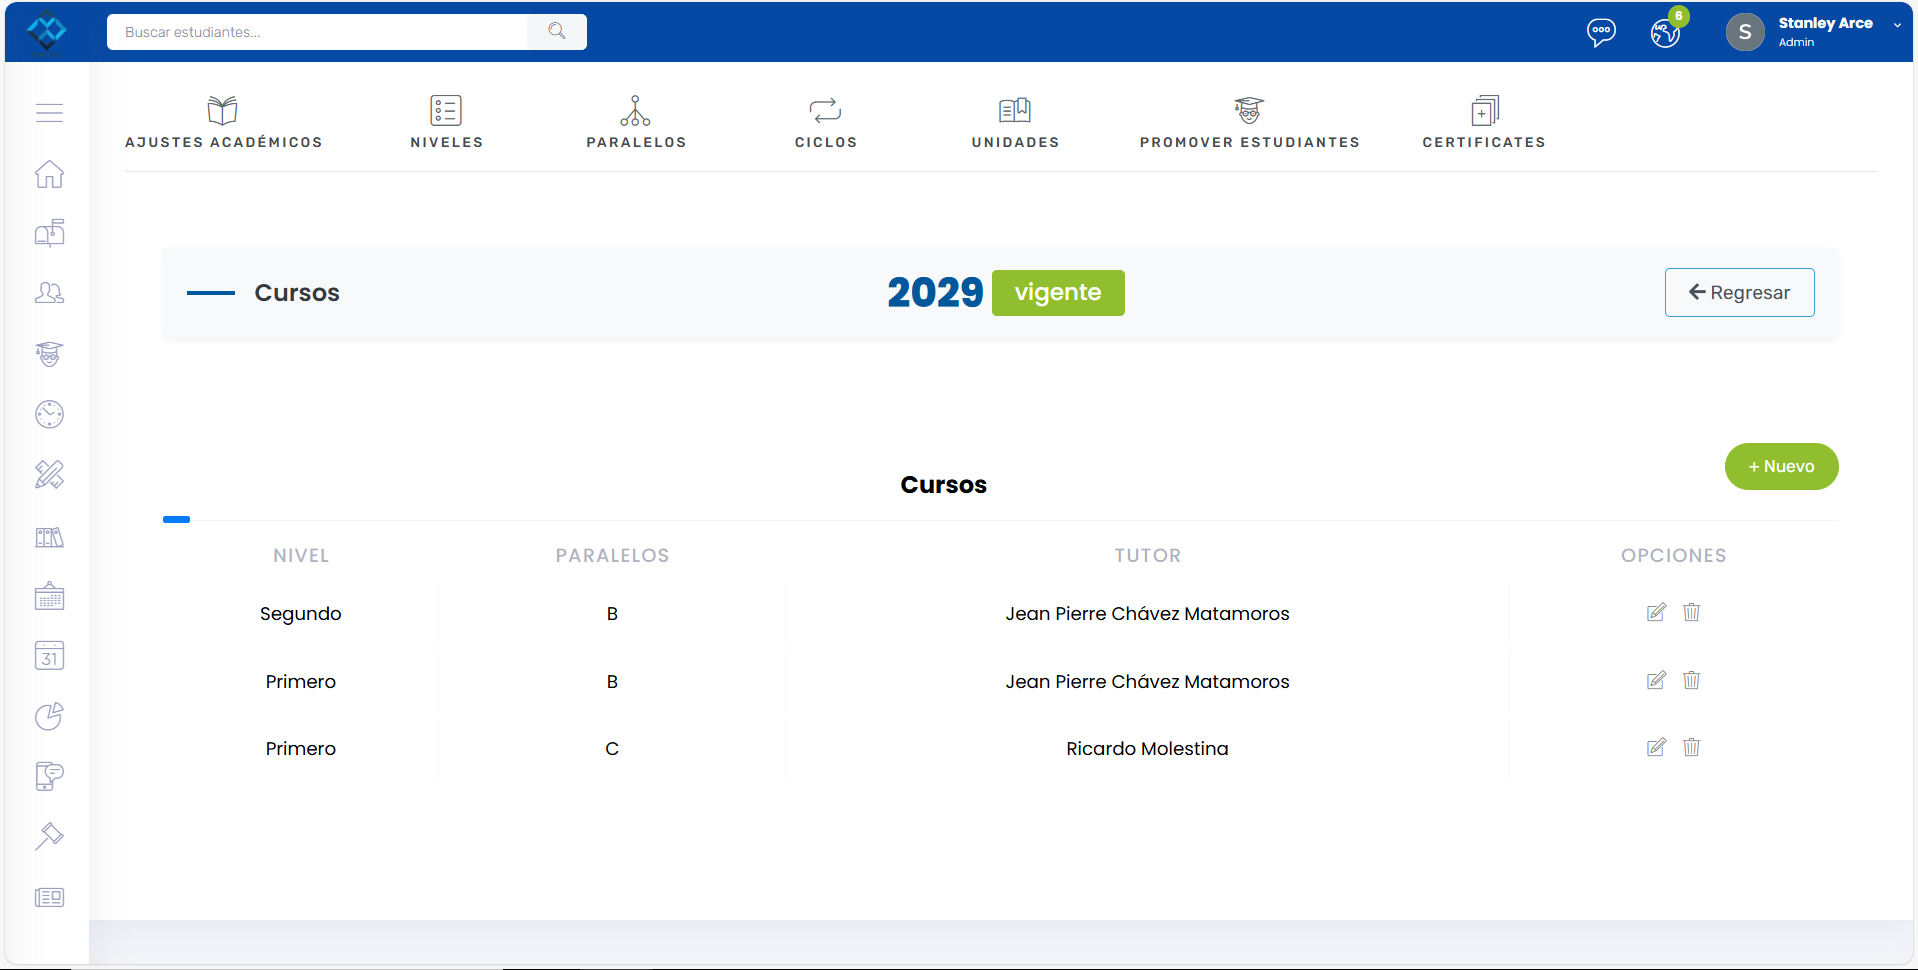 Buscar estudiantes...
6
S
Stanley Arce
Admin
AJUSTES ACADÉMICOS
NIVELES
PARALELOS
CICLOS
UNIDADES
PROMOVER ESTUDIANTES
CERTIFICATES
Cursos
2029 vigente
Regresar
+ Nuevo
Cursos
NIVEL PARALELOS TUTOR OPCIONES
Segundo B Jean Pierre Chávez Matamoros
Primero B Jean Pierre Chávez Matamoros
Primero C Ricardo Molestina
31